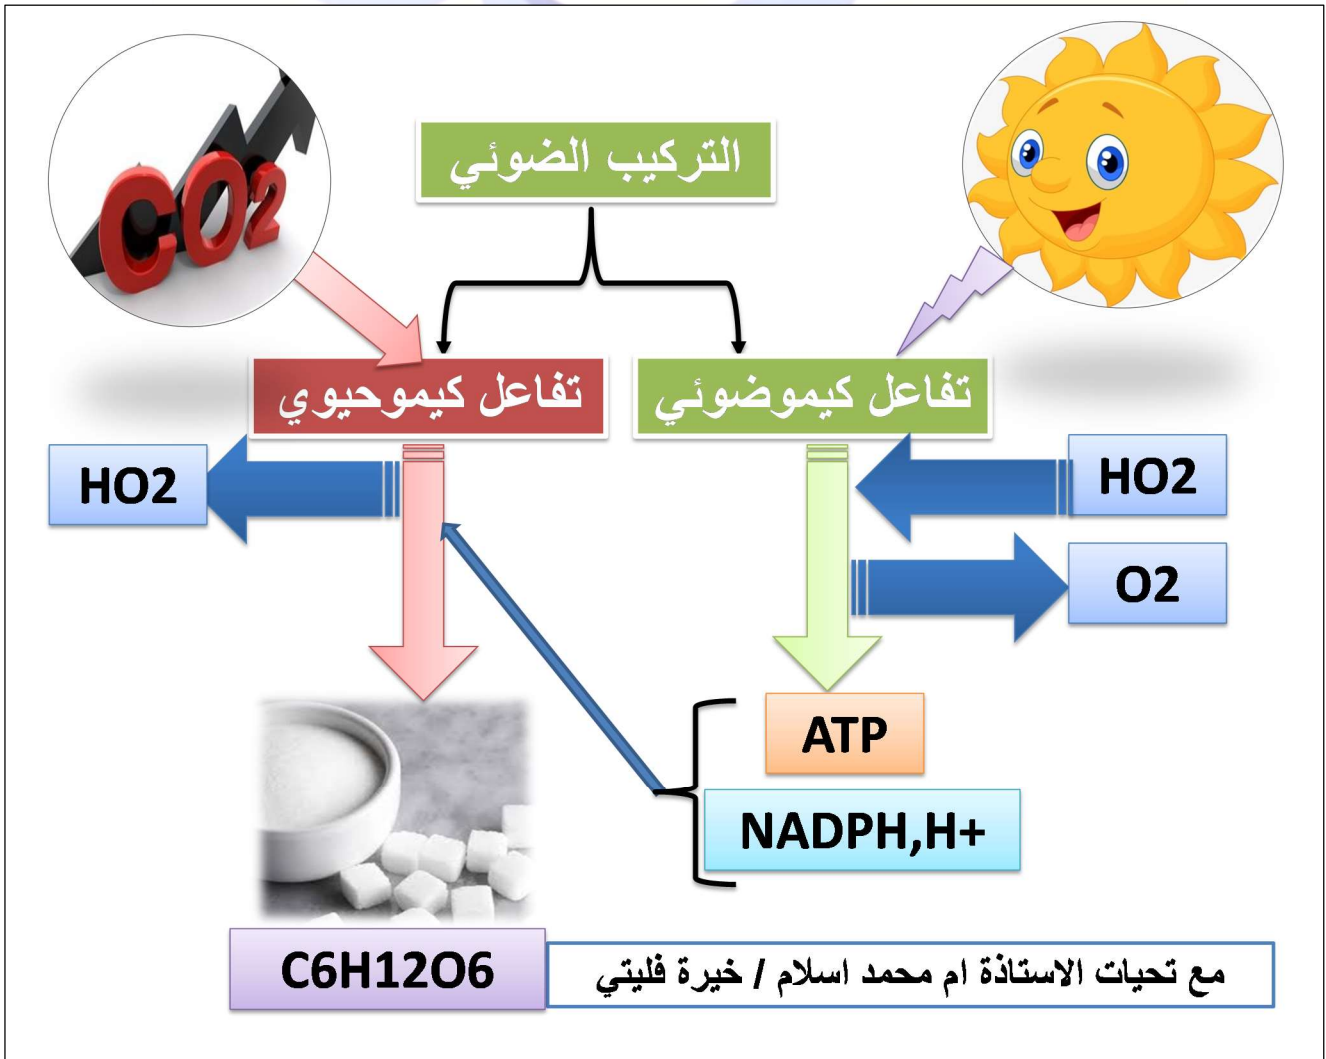 التركيب الضوئي
CO2
تفاعل كيموضوئي
تفاعل كيموحيوي
HO2
HO2
O2
ATP
NADPH,H+
C6H12O6
مع تحيات الاستاذة ام محمد اسلام / خيرة فليتي